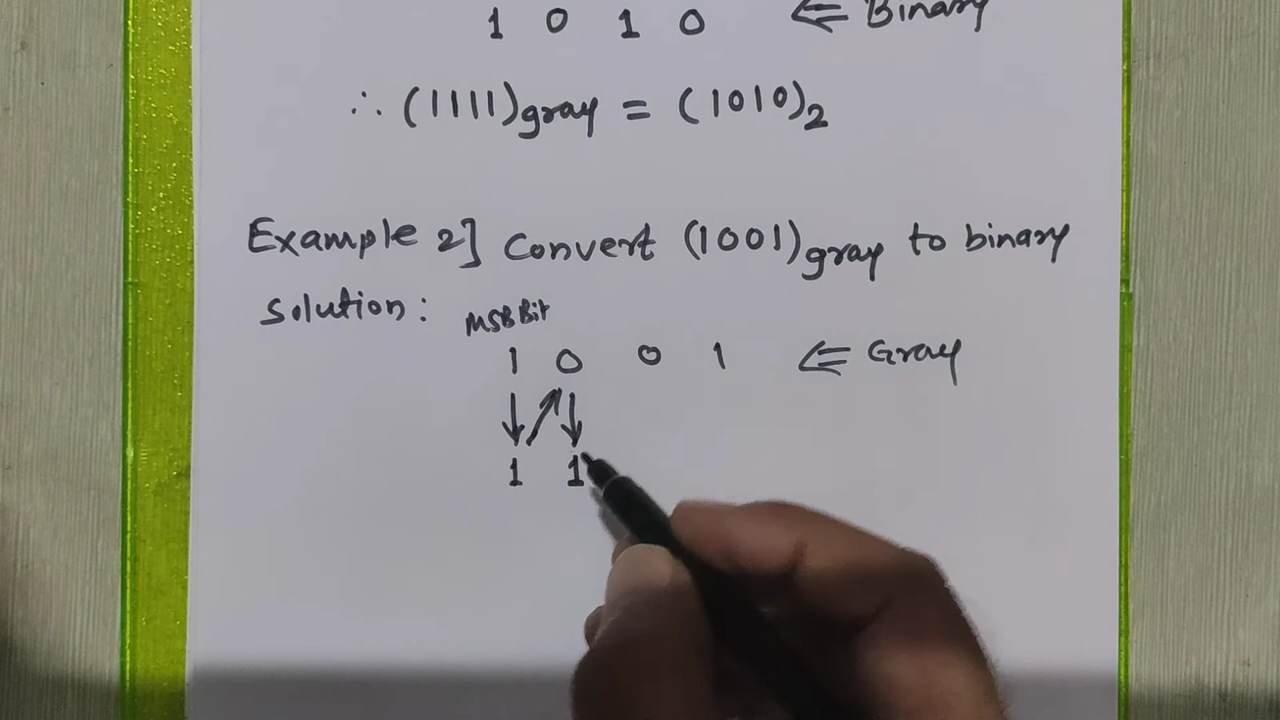 1 0 1 0 ⇐ Binary
∴ (1111)gray = (1010)2
Example 2] Convert (1001)gray to binary
Solution: MSB Bit
1 0 0 1 ⇐ Gray
1 1